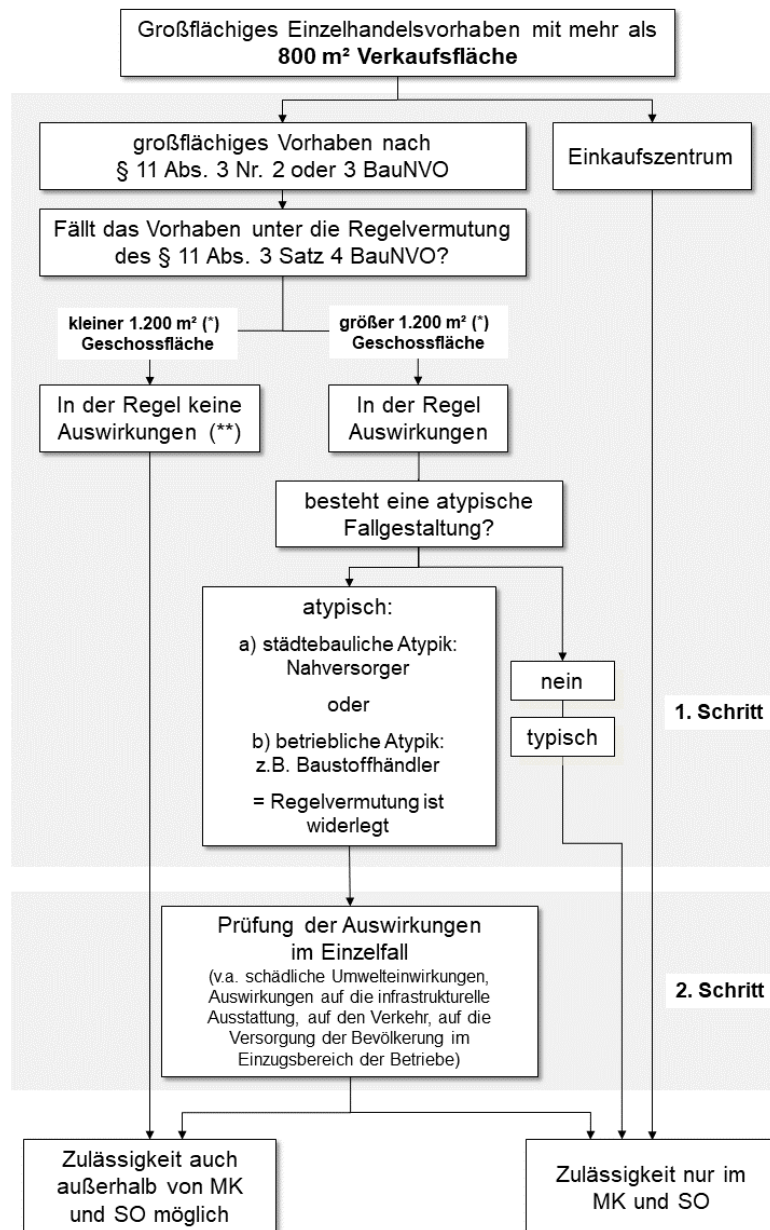 Großflächiges Einzelhandelsvorhaben mit mehr als
800 m² Verkaufsfläche
großflächiges Vorhaben nach
§ 11 Abs. 3 Nr. 2 oder 3 BauNVO
Einkaufszentrum
Fällt das Vorhaben unter die Regelvermutung
des § 11 Abs. 3 Satz 4 BauNVO?
kleiner 1.200 m² (*)
Geschossfläche
größer 1.200 m² (*)
Geschossfläche
In der Regel keine
Auswirkungen (**)
In der Regel
Auswirkungen
besteht eine atypische
Fallgestaltung?
atypisch:
a) städtebauliche Atypik:
Nahversorger
oder
b) betriebliche Atypik:
z.B. Baustoffhändler
= Regelvermutung ist
widerlegt
nein
typisch
1. Schritt
Prüfung der Auswirkungen
im Einzelfall
(v.a. schädliche Umwelteinwirkungen,
Auswirkungen auf die infrastrukturelle
Ausstattung, auf den Verkehr, auf die
Versorgung der Bevölkerung im
Einzugsbereich der Betriebe)
2. Schritt
Zulässigkeit auch
außerhalb von MK
und SO möglich
Zulässigkeit nur im
MK und SO